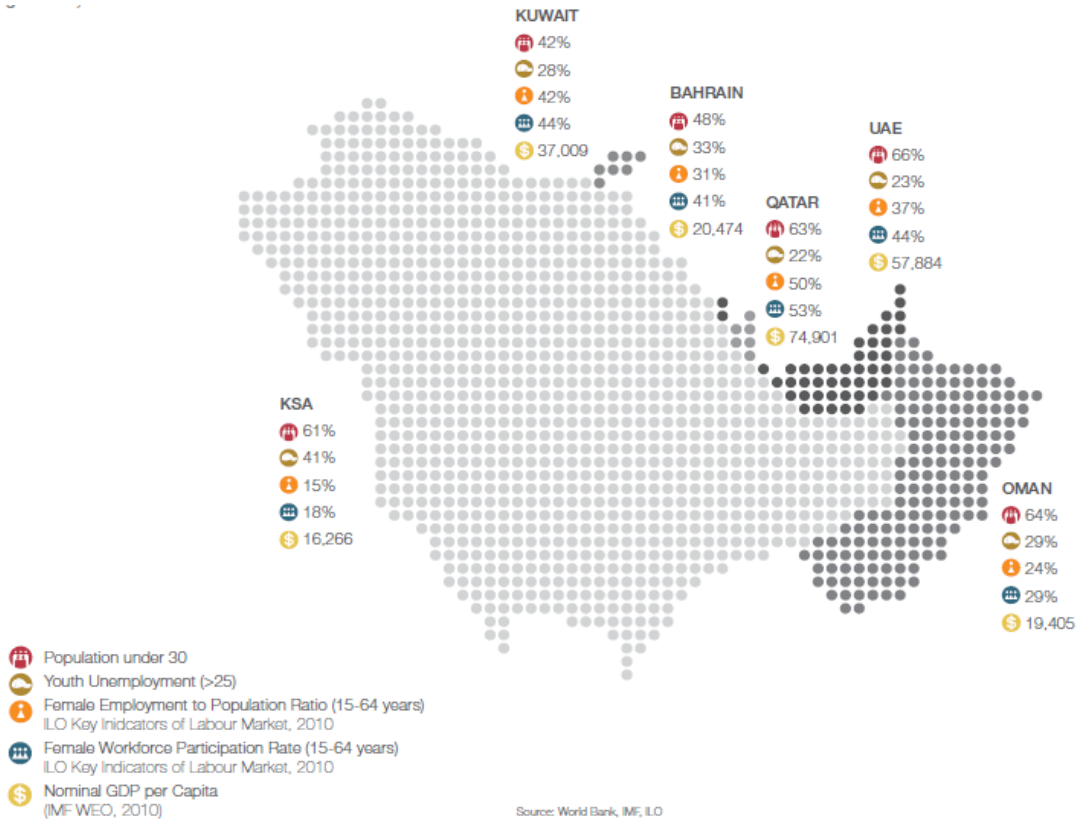 KUWAIT
42%
28%
42%
44%
$ 37,009
BAHRAIN
48%
33%
31%
41%
$ 20,474
UAE
66%
23%
37%
44%
$ 57,884
QATAR
63%
22%
50%
53%
$ 74,901
KSA
61%
41%
15%
18%
$ 16,266
OMAN
64%
29%
24%
29%
$ 19,405
Population under 30
Youth Unemployment (>25)
Female Employment to Population Ratio (15-64 years)
ILO Key Inidcators of Labour Market, 2010
Female Workforce Participation Rate (15-64 years)
ILO Key Indicators of Labour Market, 2010
$ Nominal GDP per Capita
(IMF WEO, 2010)
Source: World Bank, IMF, ILO